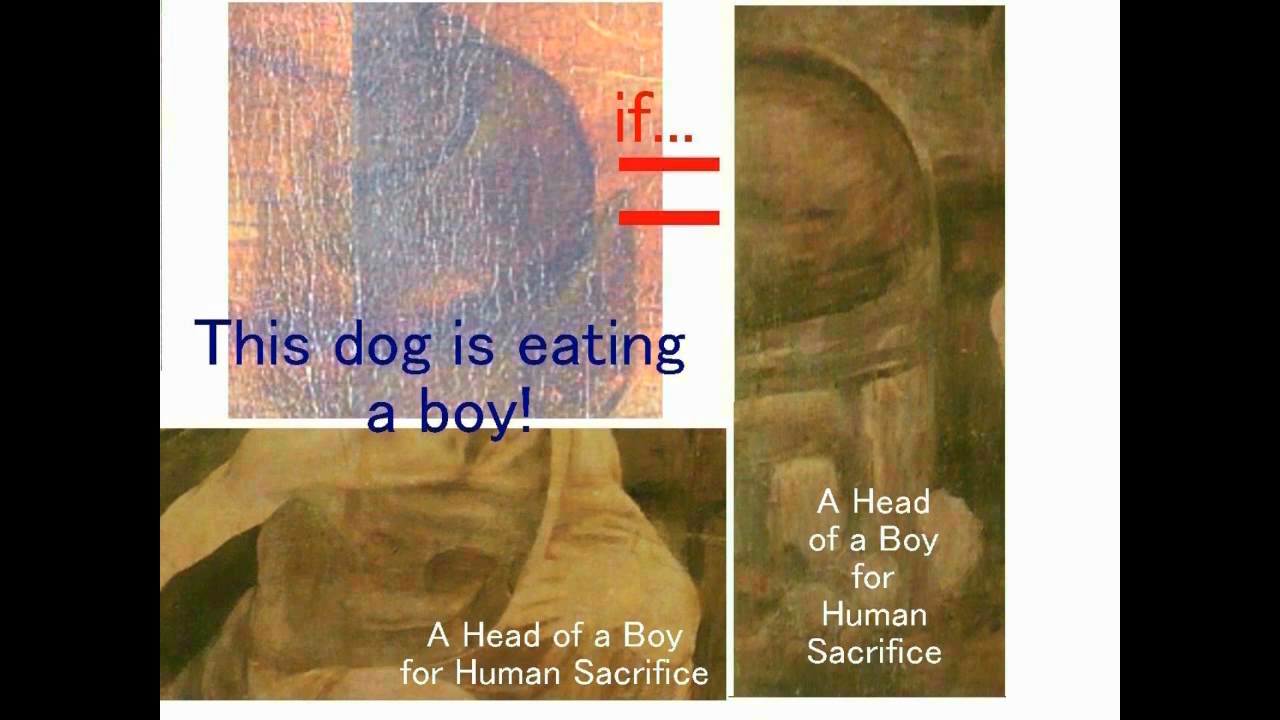 if...
This dog is eating
a boy!
A Head of a Boy
for Human Sacrifice
A Head
of a Boy
for
Human
Sacrifice